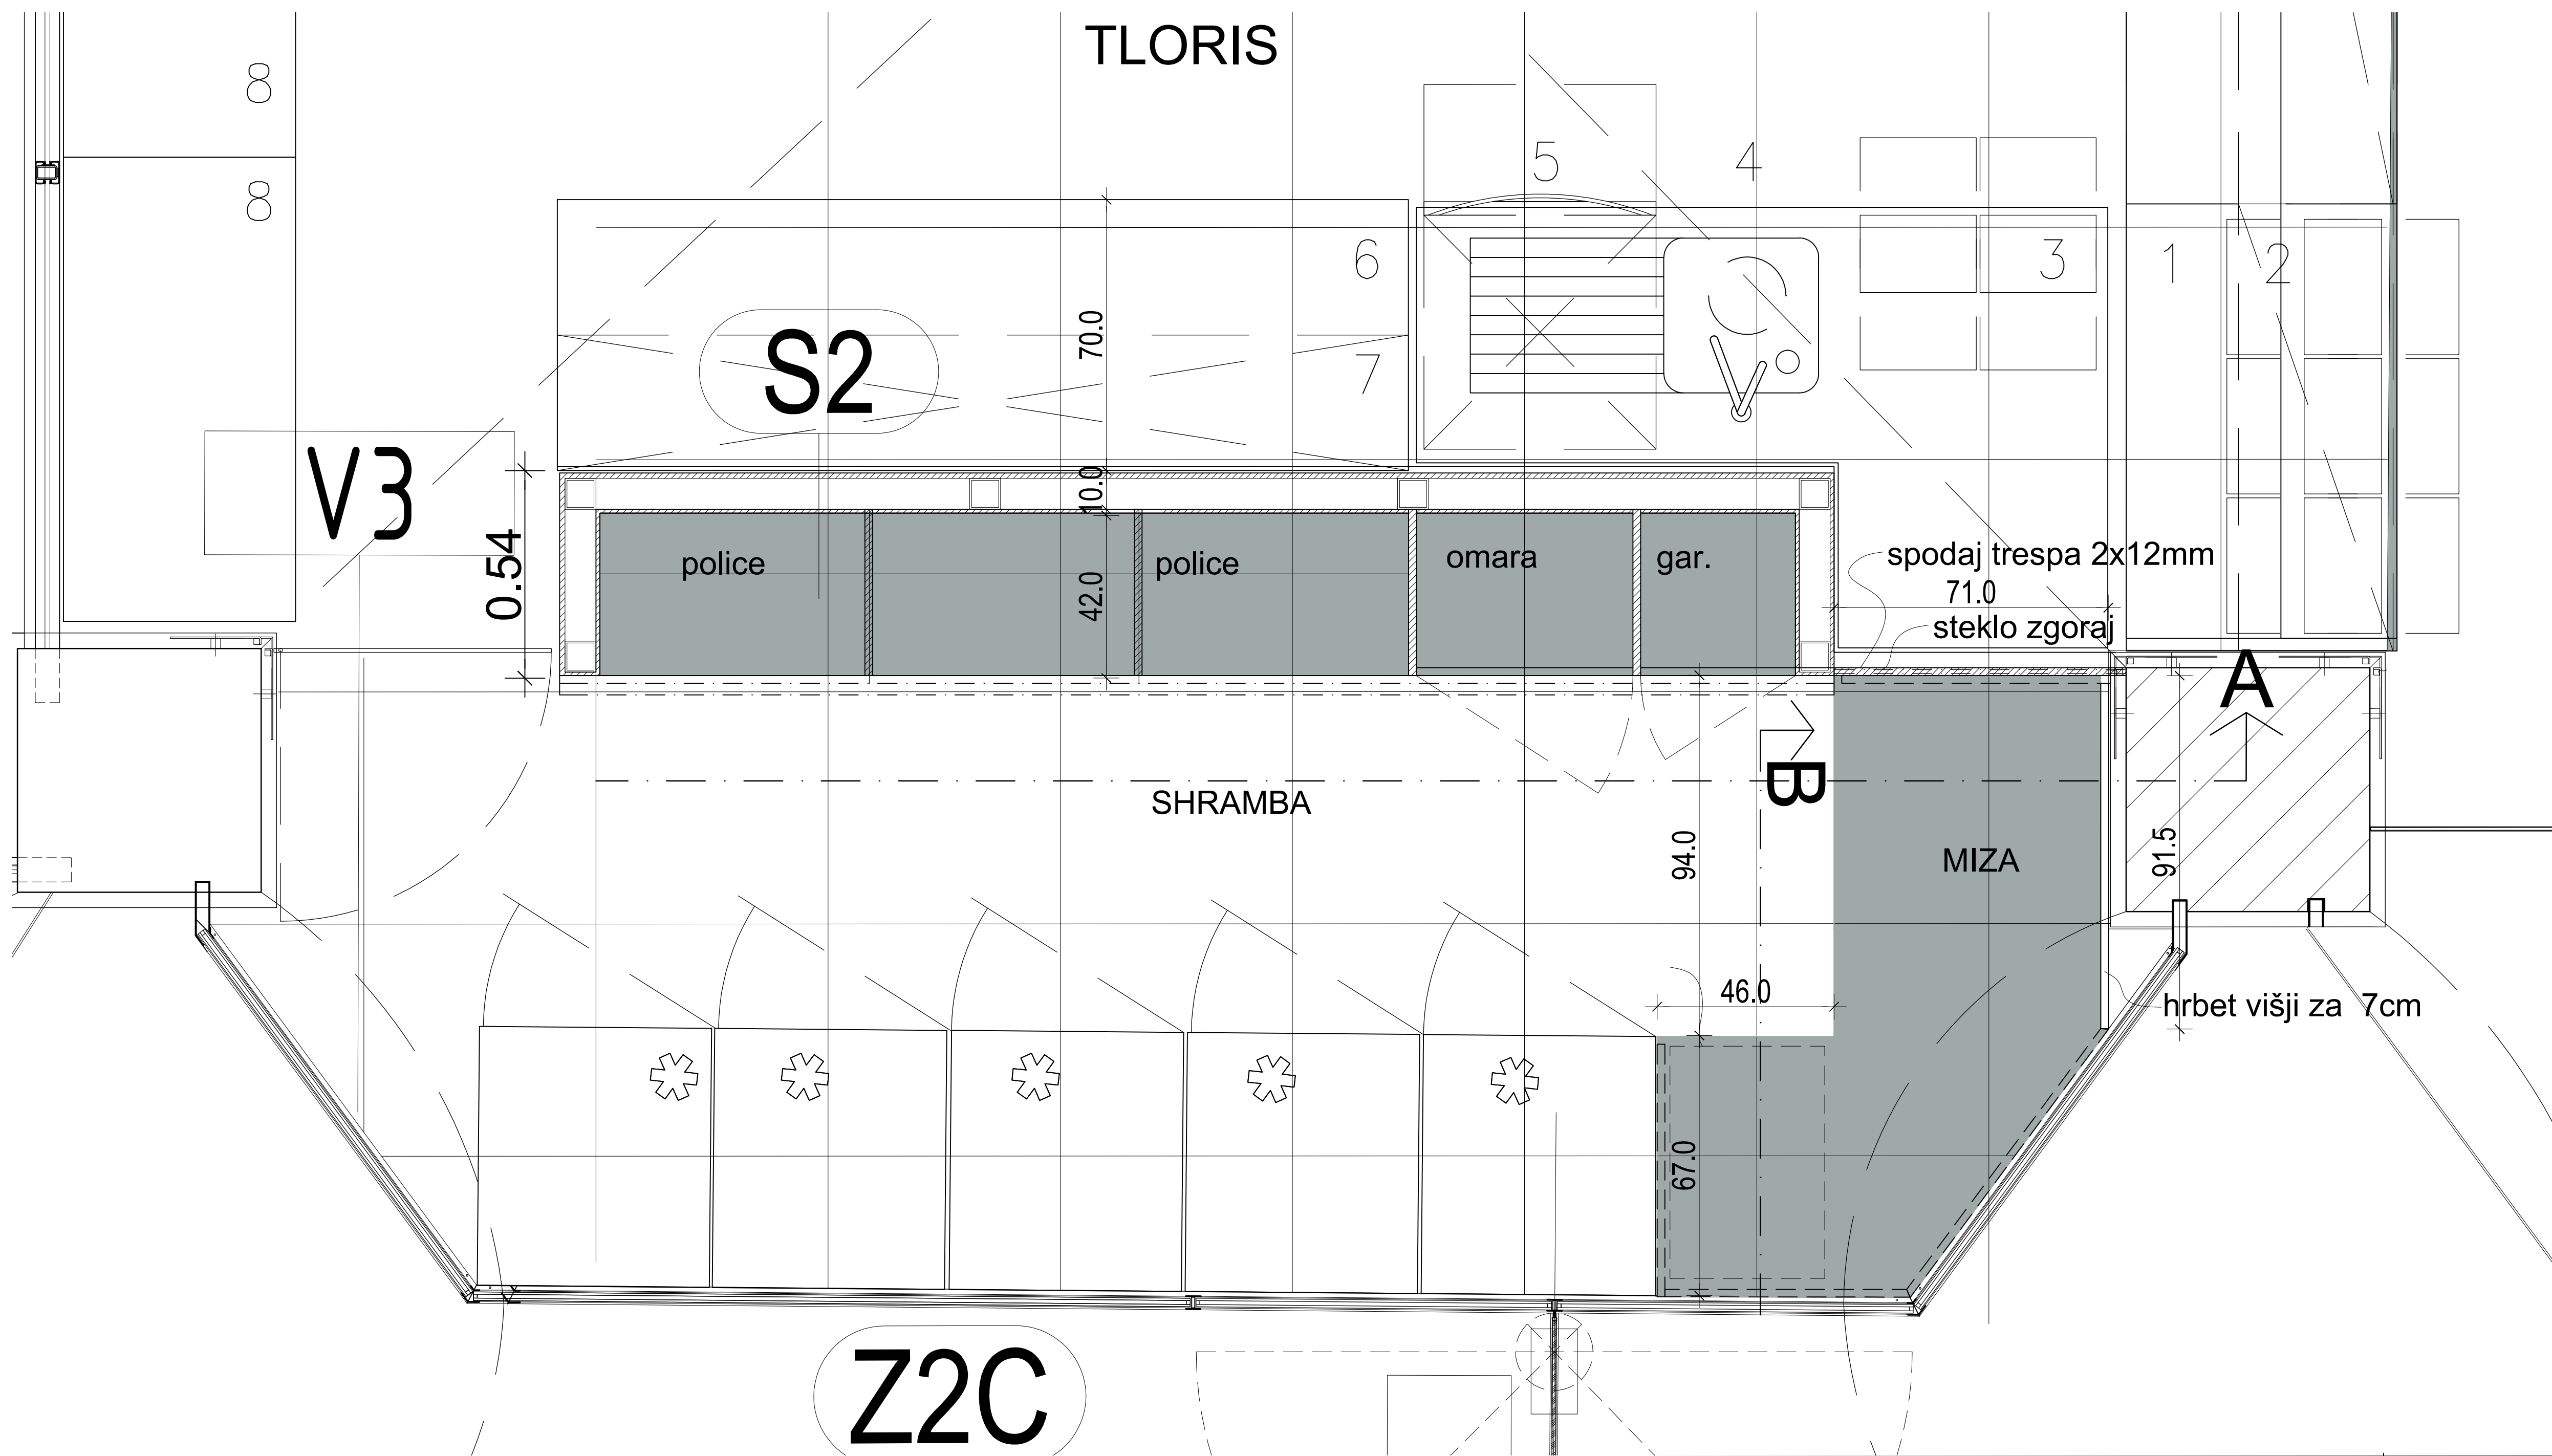 TLORIS
8
8
5
4
6
3
1
2
7
S2
70.0
V3
10.0
0.54
42.0
police
police
omara
gar.
spodaj trespa 2x12mm
71.0
steklo zgoraj
A
B
SHRAMBA
94.0
MIZA
91.5
46.0
hrbet višji za 7cm
67.0
Z2C